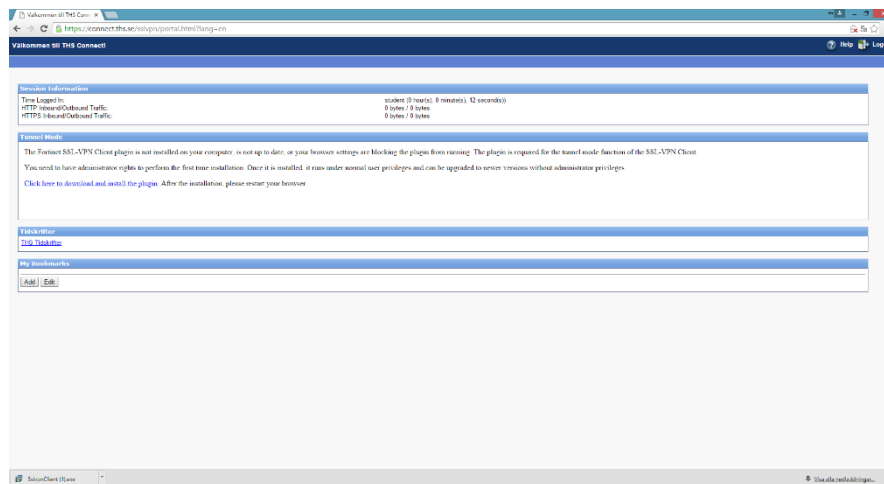 Välkommen till THS Conn
https://connect.ths.se/sslvpn/portal.html?lang=en
Välkommen till THS Connect!
Help
Log
Session Information
Time Logged In: student (0 hour(s), 0 minute(s), 12 second(s))
HTTP Inbound/Outbound Traffic: 0 bytes / 0 bytes
HTTPS Inbound/Outbound Traffic: 0 bytes / 0 bytes
Tunnel Mode
The Fortinet SSL-VPN Client plugin is not installed on your computer, is not up to date, or your browser settings are blocking the plugin from running. The plugin is required for the tunnel mode function of the SSL-VPN Client.
You need to have administrator rights to perform the first time installation. Once it is installed, it runs under normal user privileges and can be upgraded to newer versions without administrator privileges.
Click here to download and install the plugin. After the installation, please restart your browser
Tidskrifter
THS Tidskrifter
My Bookmarks
Add Edit
SslvpnClient (1).exe
Visa alla nedladdningar...